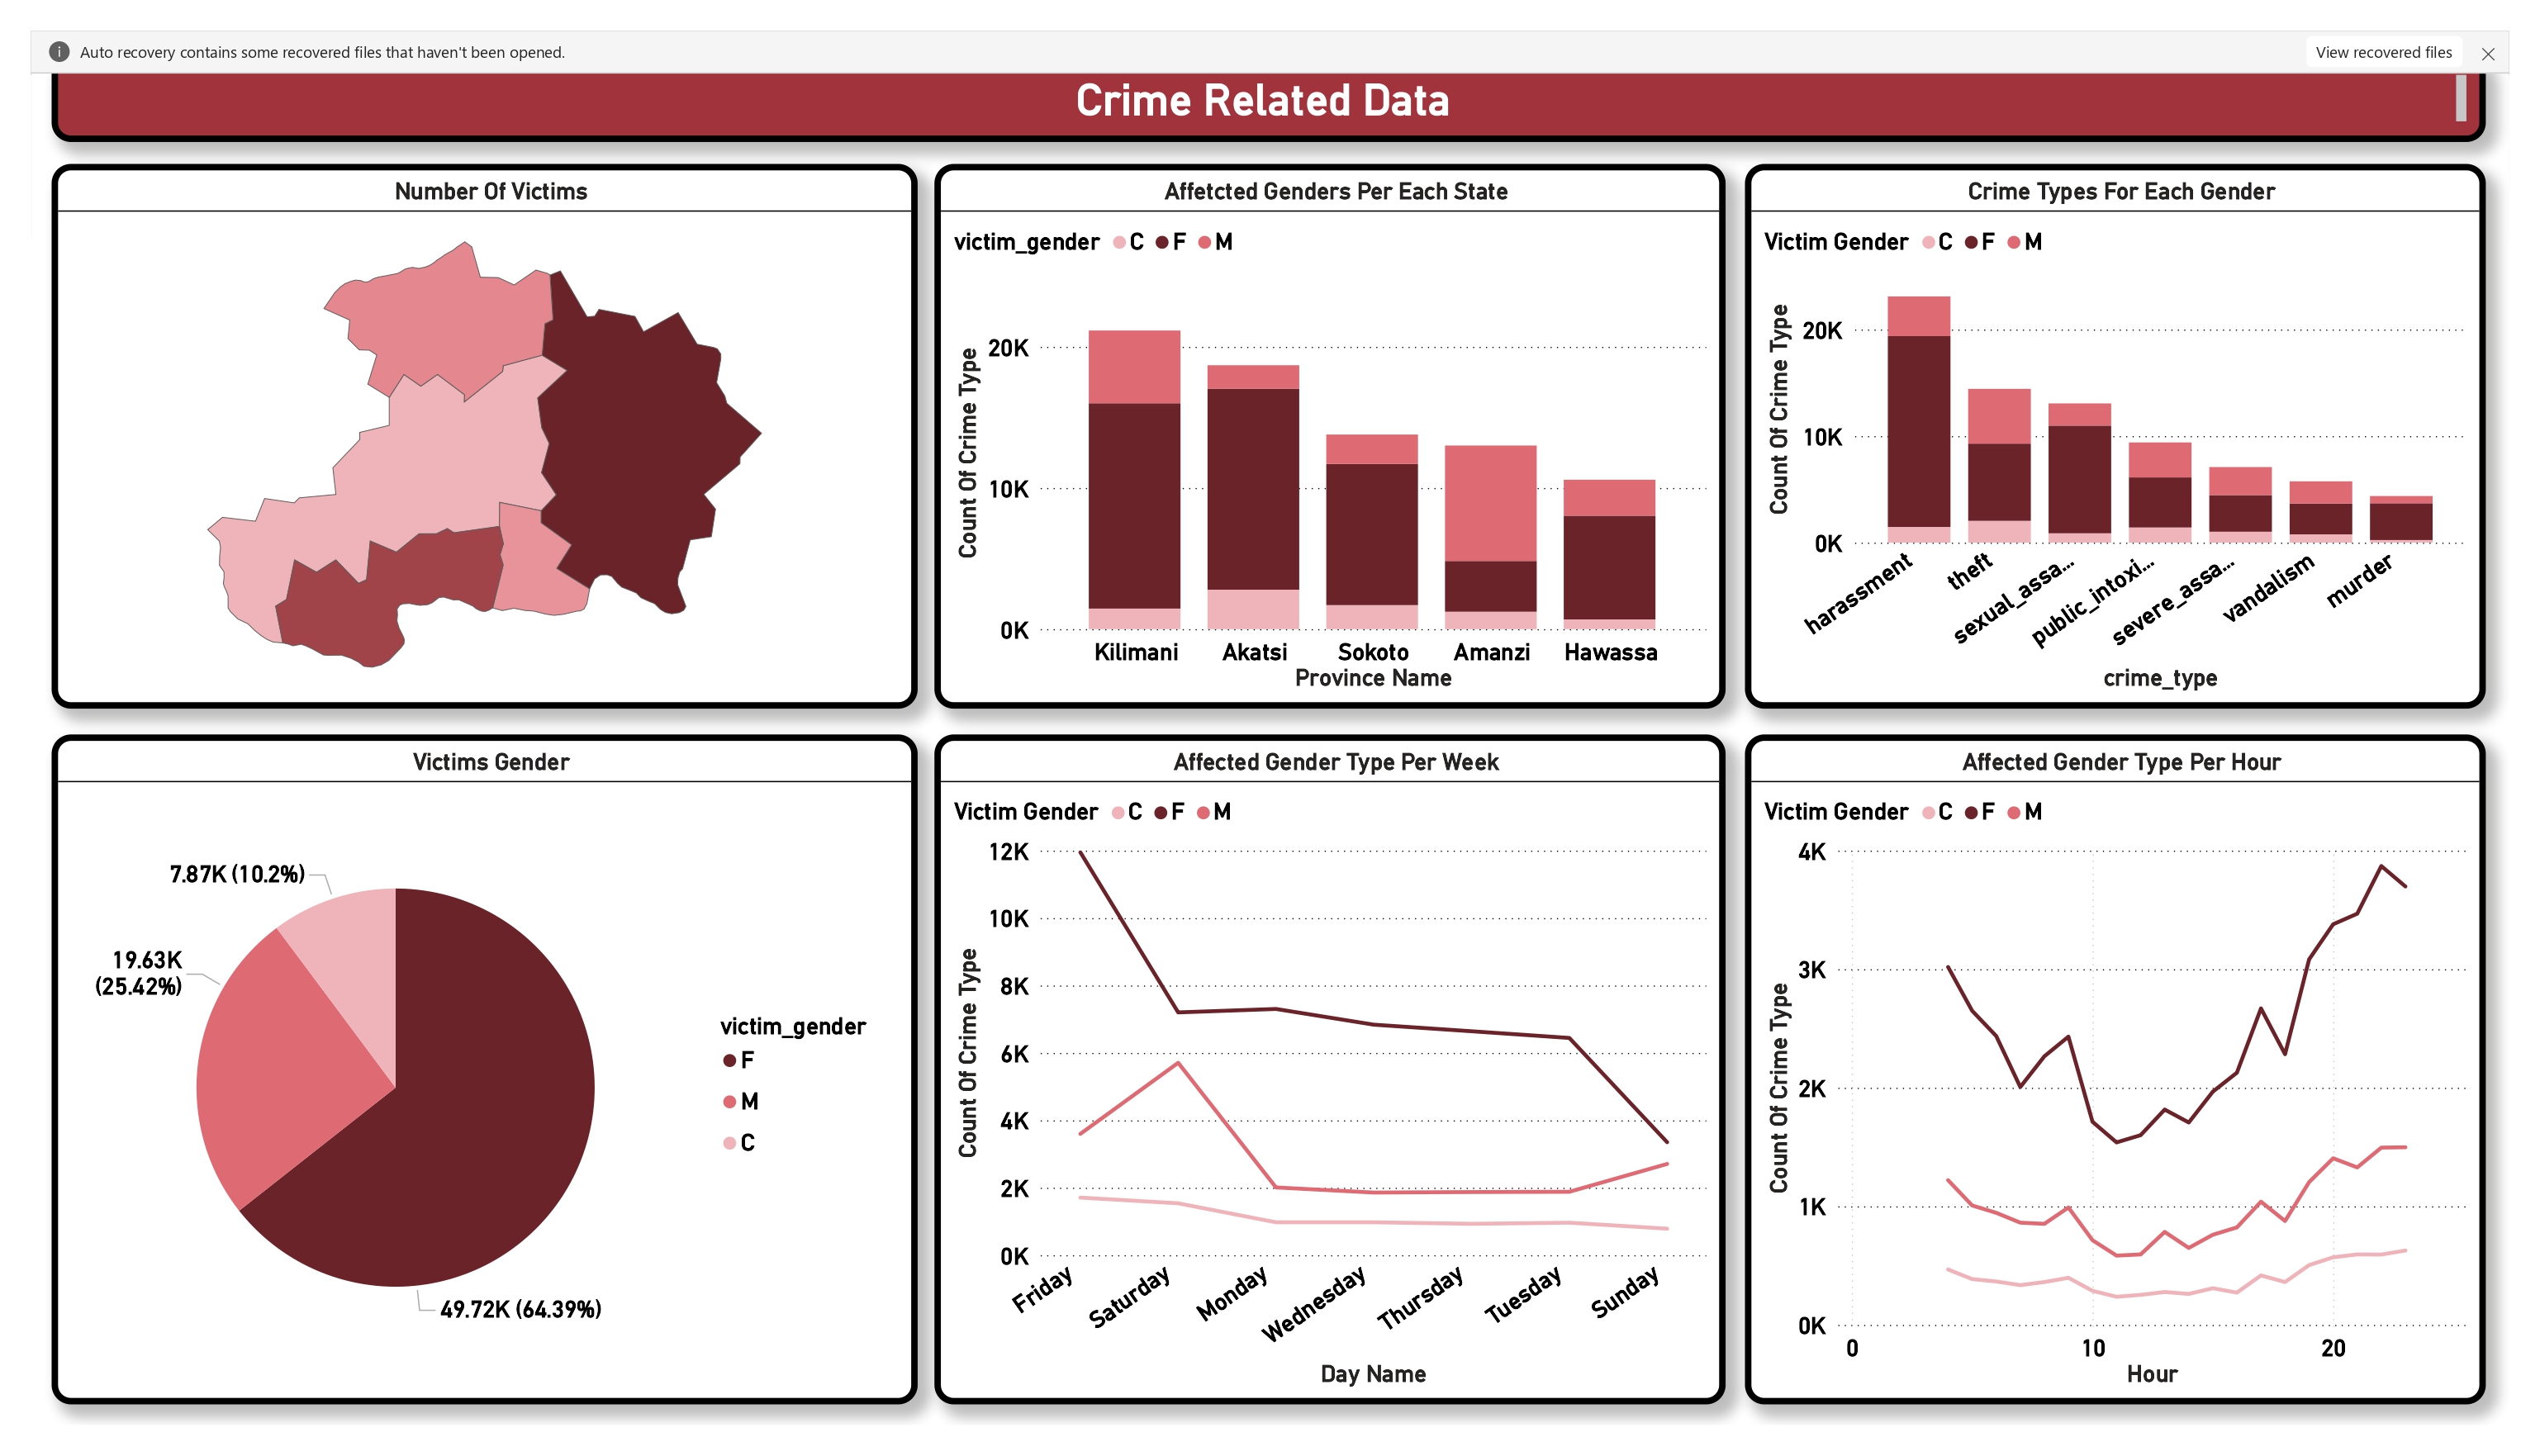 Auto recovery contains some recovered files that haven't been opened.
View recovered files
Crime Related Data
Number Of Victims
Affetcted Genders Per Each State
victim_gender C F M
Count Of Crime Type
20K
10K
0K
Kilimani Akatsi Sokoto Amanzi Hawassa
Province Name
Crime Types For Each Gender
Victim Gender C F M
Count Of Crime Type
20K
10K
0K
harassment theft sexual_assa... public_intoxi... severe_assa... vandalism murder
crime_type
Victims Gender
7.87K (10.2%)
19.63K
(25.42%)
49.72K (64.39%)
victim_gender
F
M
C
Affected Gender Type Per Week
Victim Gender C F M
Count Of Crime Type
12K
10K
8K
6K
4K
2K
0K
Friday Saturday Monday Wednesday Thursday Tuesday Sunday
Day Name
Affected Gender Type Per Hour
Victim Gender C F M
Count Of Crime Type
4K
3K
2K
1K
0K
0 10 20
Hour